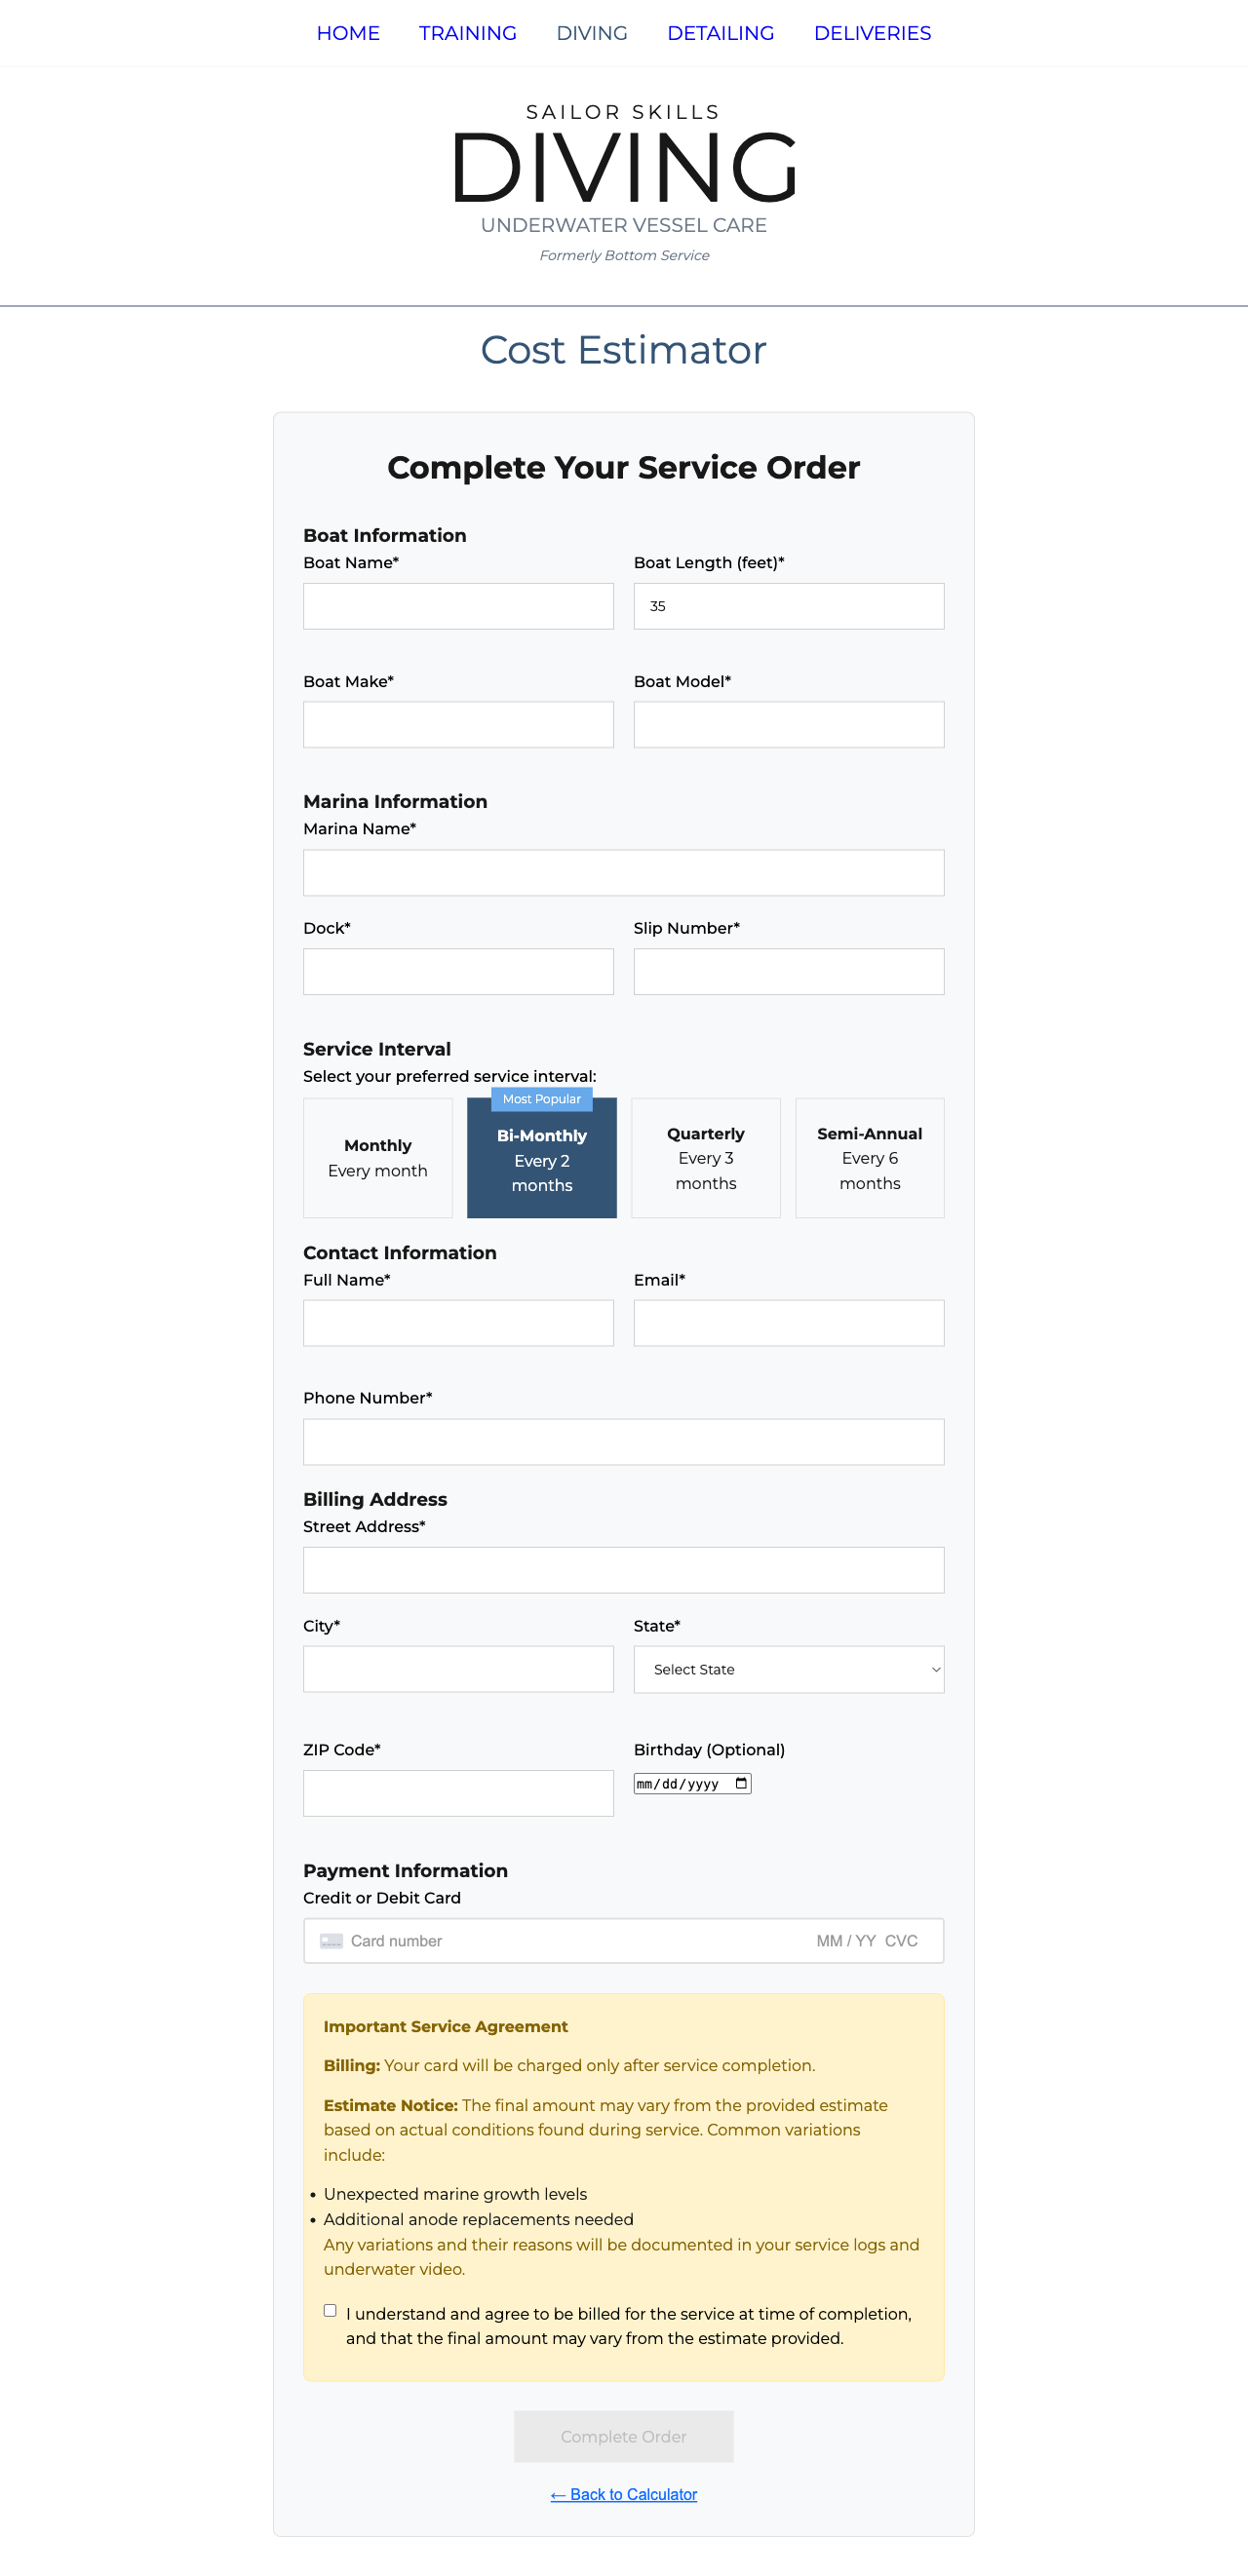 HOME TRAINING DIVING DETAILING DELIVERIES
SAILOR SKILLS
DIVING
UNDERWATER VESSEL CARE
Formerly Bottom Service
Cost Estimator
Complete Your Service Order
Boat Information
Boat Name* Boat Length (feet)*
35
Boat Make* Boat Model*
Marina Information
Marina Name*
Dock* Slip Number*
Service Interval
Select your preferred service interval:
Most Popular
Monthly
Every month
Bi-Monthly
Every 2
months
Quarterly
Every 3
months
Semi-Annual
Every 6
months
Contact Information
Full Name* Email*
Phone Number*
Billing Address
Street Address*
City* State*
Select State
ZIP Code* Birthday (Optional)
mm/dd/yyyy
Payment Information
Credit or Debit Card
Card number MM / YY CVC
Important Service Agreement
Billing: Your card will be charged only after service completion.
Estimate Notice: The final amount may vary from the provided estimate
based on actual conditions found during service. Common variations
include:
• Unexpected marine growth levels
• Additional anode replacements needed
Any variations and their reasons will be documented in your service logs and
underwater video.
I understand and agree to be billed for the service at time of completion,
and that the final amount may vary from the estimate provided.
Complete Order
← Back to Calculator